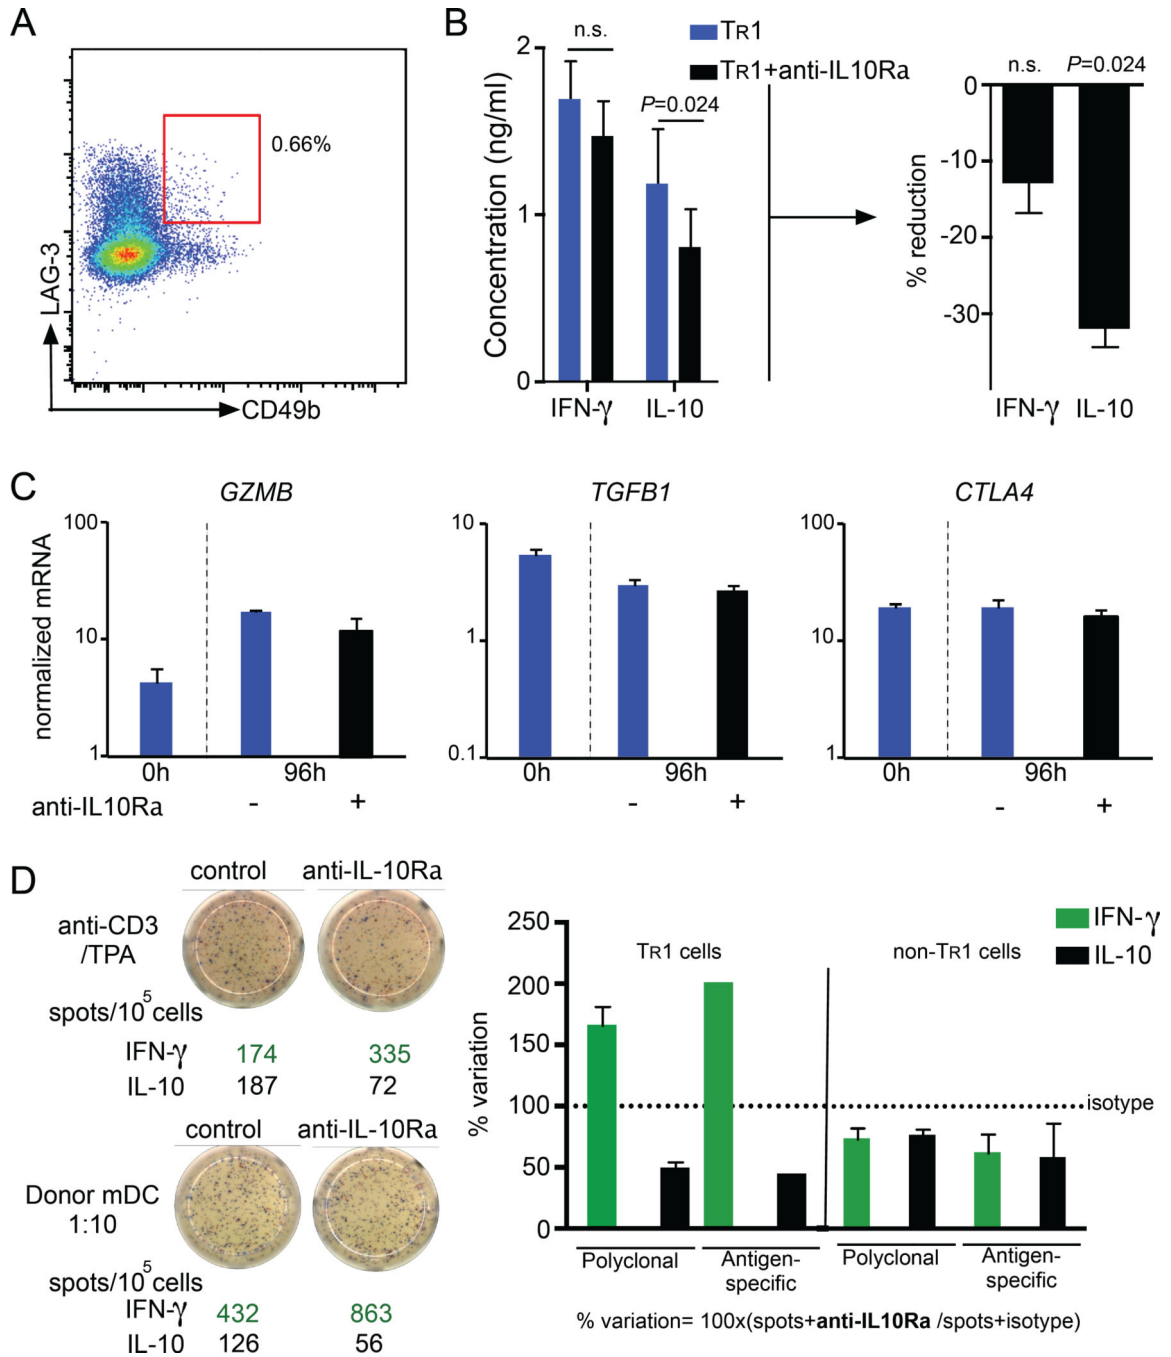 A
0.66%
LAG-3
CD49b
B
TR1
TR1+anti-IL10Ra
n.s.
P=0.024
Concentration (ng/ml)
2
1
0
IFN-γ IL-10
n.s. P=0.024
% reduction
0
-10
-20
-30
IFN-γ IL-10
C
normalized mRNA
GZMB
100
10
1
0h 96h
TGFB1
10
1
0.1
0h 96h
CTLA4
100
10
1
0h 96h
anti-IL10Ra - + - + - +
D
control anti-IL-10Ra
anti-CD3
/TPA
spots/10⁵ cells
IFN-γ 174 335
IL-10 187 72
control anti-IL-10Ra
Donor mDC
1:10
spots/10⁵ cells
IFN-γ 432 863
IL-10 126 56
IFN-γ
IL-10
TR1 cells non-TR1 cells
% variation
250
200
150
100
50
0
isotype
Polyclonal Antigen-
specific
Polyclonal Antigen-
specific
% variation= 100x(spots+anti-IL10Ra /spots+isotype)